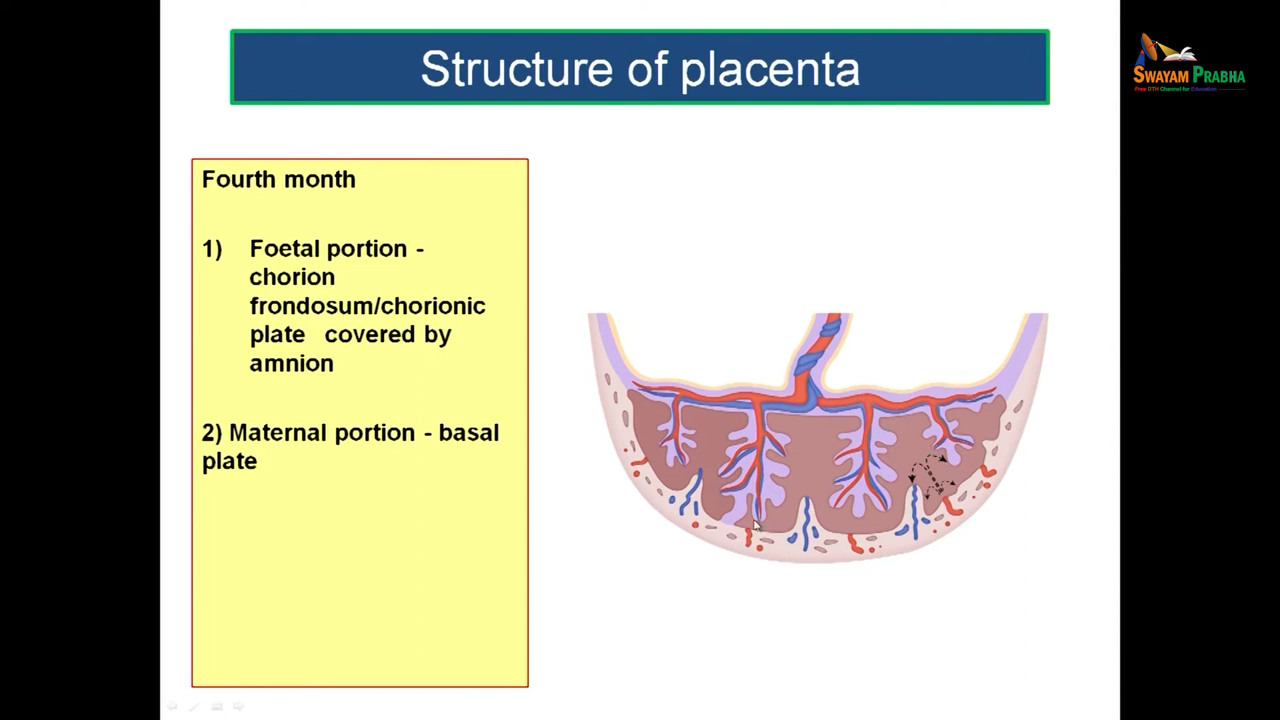 Structure of placenta
SWAYAM PRABHA
Free DTH Channel for Education
Fourth month
1) Foetal portion -
chorion
frondosum/chorionic
plate covered by
amnion
2) Maternal portion - basal
plate